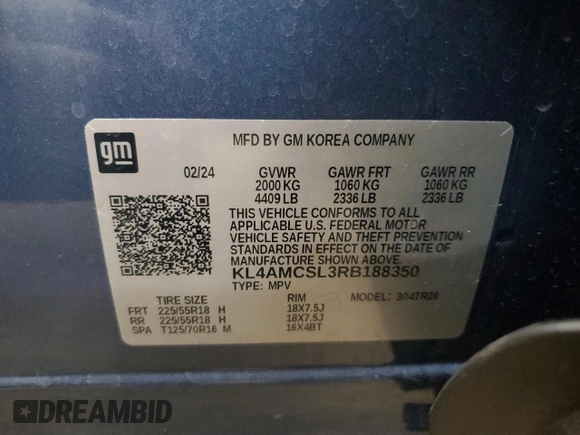 gm
MFD BY GM KOREA COMPANY
02/24 GVWR GAWR FRT GAWR RR
2000 KG 1060 KG 1060 KG
4409 LB 2336 LB 2336 LB
THIS VEHICLE CONFORMS TO ALL
APPLICABLE U.S. FEDERAL MOTOR
VEHICLE SAFETY AND THEFT PREVENTION
STANDARDS IN EFFECT ON THE DATE OF
MANUFACTURE SHOWN ABOVE.
KL4AMCSL3RB188350
TYPE: MPV MODEL: 304TR26
TIRE SIZE RIM
FRT 225/55R18 H 18X7.5J
RR 225/55R18 H 18X7.5J
SPA T125/70R16 M 16X4BT
DREAMBID